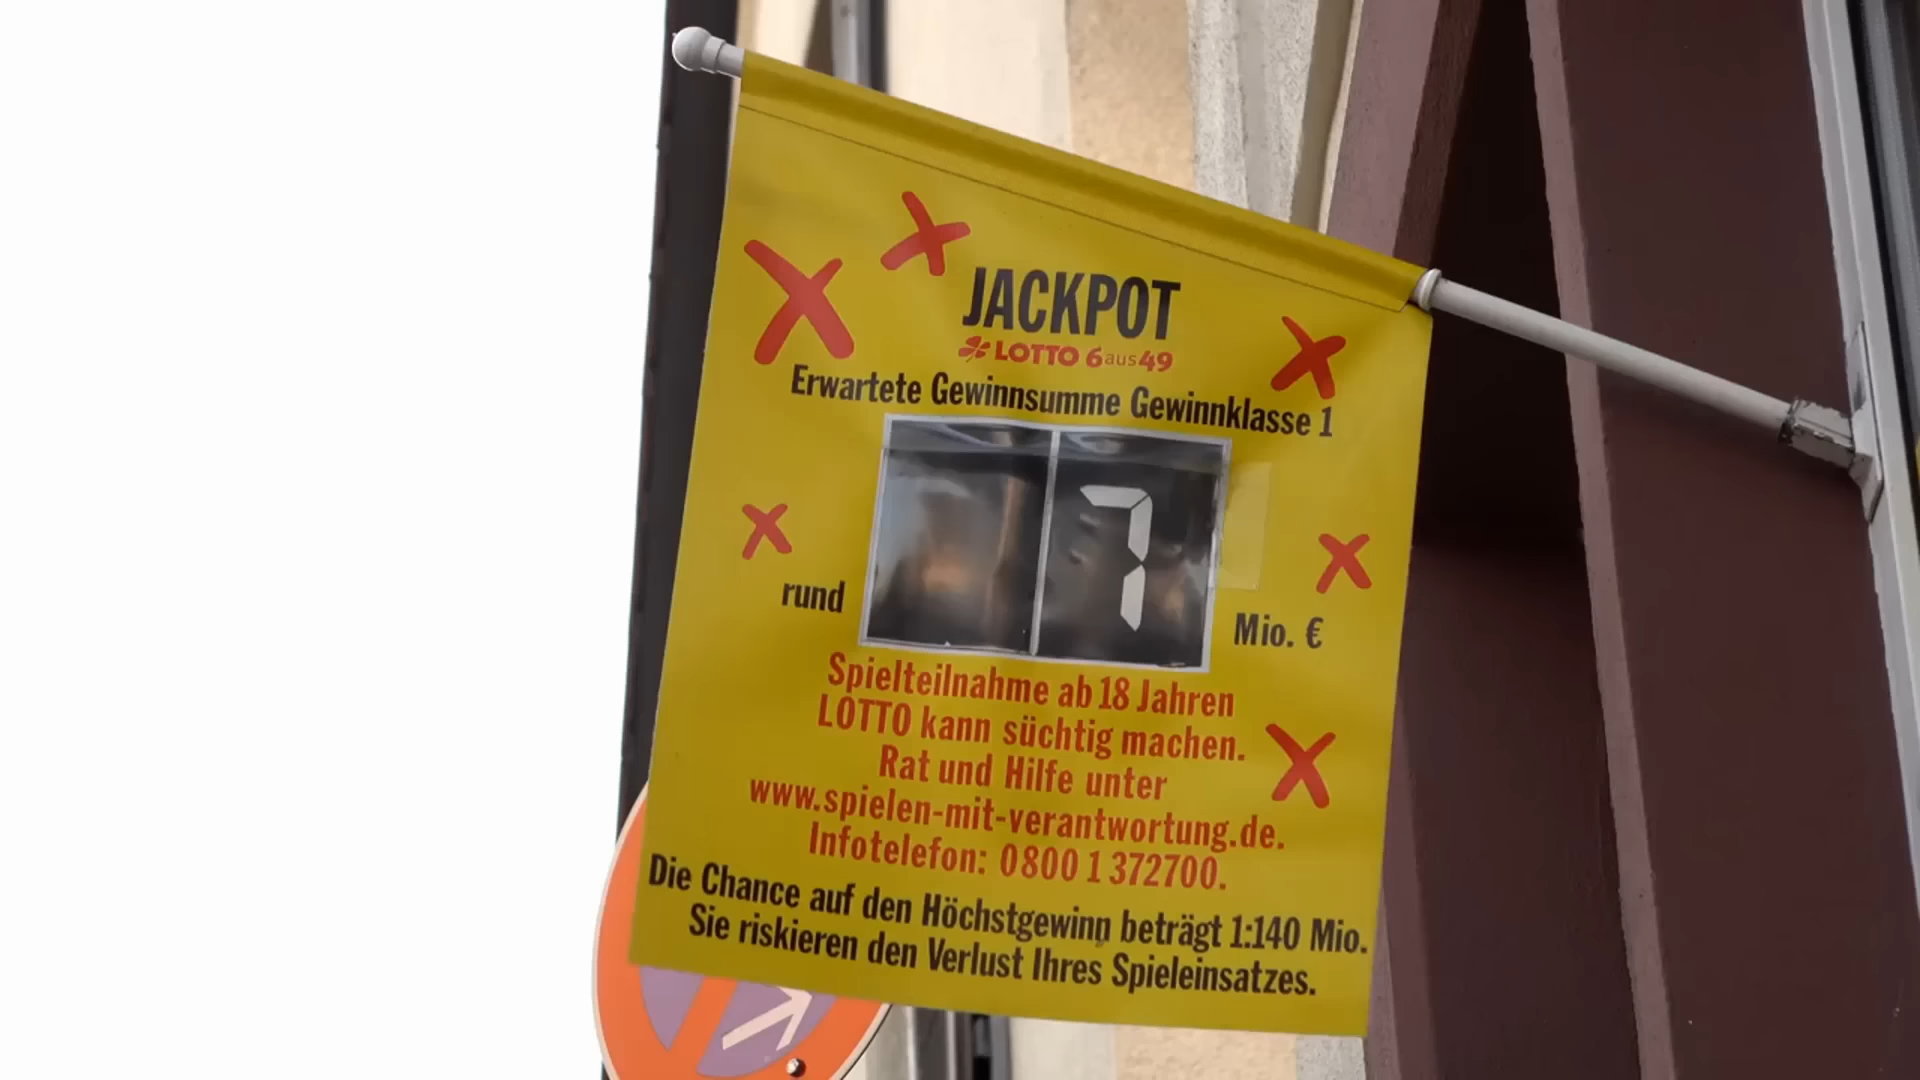 JACKPOT
LOTTO 6aus49
Erwartete Gewinnsumme Gewinnklasse 1
rund 7 Mio. €
Spielteilnahme ab 18 Jahren
LOTTO kann süchtig machen.
Rat und Hilfe unter
www.spielen-mit-verantwortung.de.
Infotelefon: 0800 1 372700.
Die Chance auf den Höchstgewinn beträgt 1:140 Mio.
Sie riskieren den Verlust Ihres Spieleinsatzes.